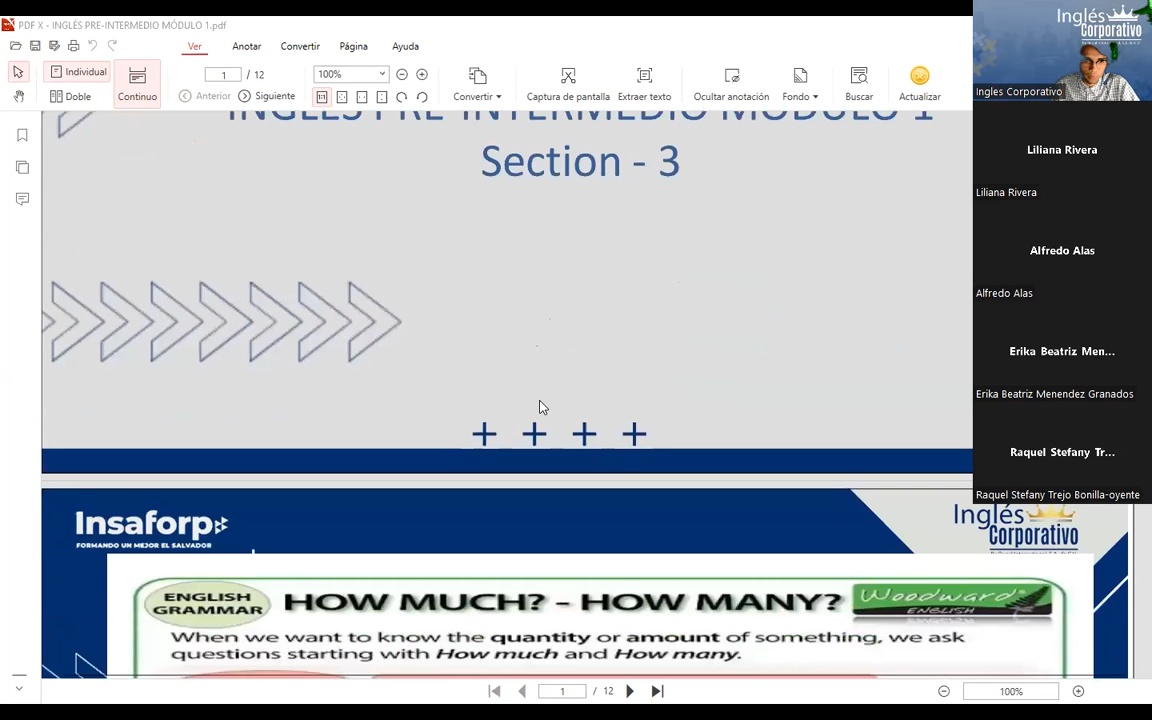 PDF X - INGLÉS PRE-INTERMEDIO MÓDULO 1.pdf
Ver Anotar Convertir Página Ayuda
Individual
Doble
Continuo
1 / 12
Anterior Siguiente
100%
Convertir
Captura de pantalla
Extraer texto
Ocultar anotación
Fondo
Buscar
Actualizar
INGLÉS PRE-INTERMEDIO MÓDULO 1
Section - 3
Insaforp
FORMANDO UN MEJOR EL SALVADOR
Inglés
Corporativo
ENGLISH
GRAMMAR
HOW MUCH? - HOW MANY?
Woodward
ENGLISH
When we want to know the quantity or amount of something, we ask
questions starting with How much and How many.
1 / 12
100%
Inglés
Corporativo
Ingles Corporativo
Liliana Rivera
Liliana Rivera
Alfredo Alas
Alfredo Alas
Erika Beatriz Men...
Erika Beatriz Menendez Granados
Raquel Stefany Tr...
Raquel Stefany Trejo Bonilla-oyente